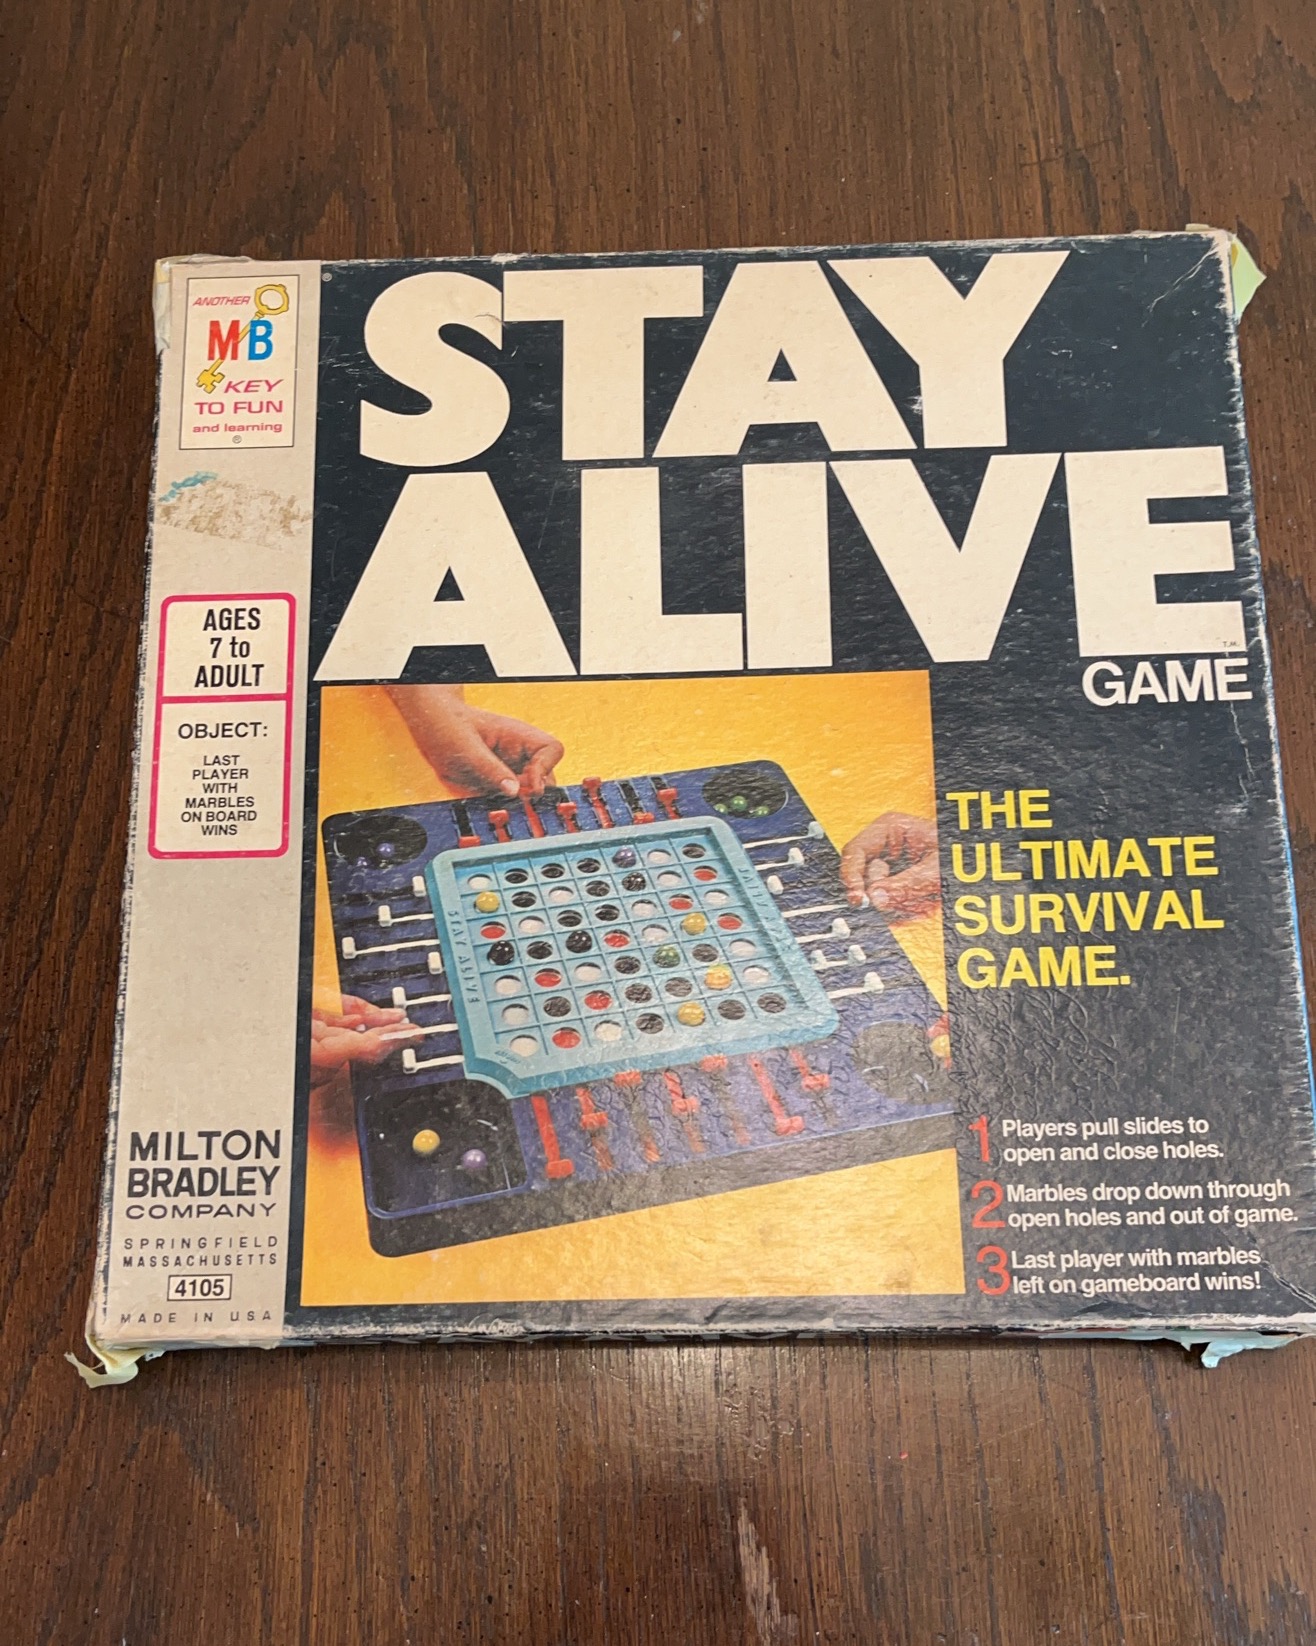 ANOTHER
MB
KEY
TO FUN
and learning
®
AGES
7 to
ADULT
OBJECT:
LAST
PLAYER
WITH
MARBLES
ON BOARD
WINS
MILTON
BRADLEY
COMPANY
SPRINGFIELD
MASSACHUSETTS
4105
MADE IN USA
®
STAY
ALIVE
T.M.
GAME
THE
ULTIMATE
SURVIVAL
GAME.
STAY ALIVE
1 Players pull slides to
open and close holes.
2 Marbles drop down through
open holes and out of game.
3 Last player with marbles
left on gameboard wins!